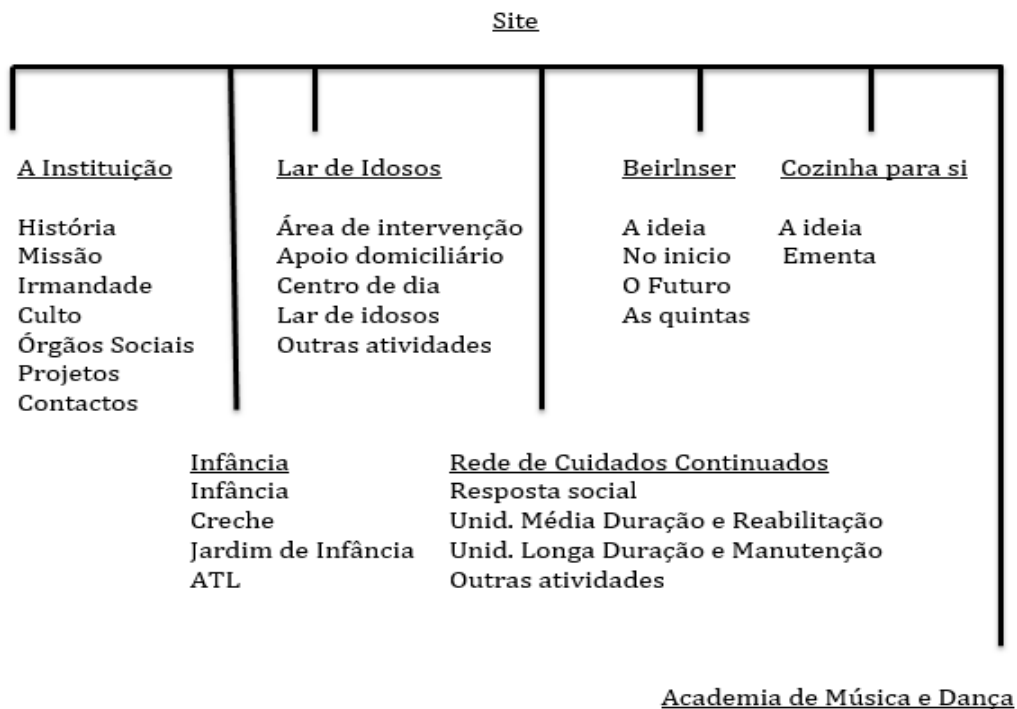 Site
A Instituição
História
Missão
Irmandade
Culto
Órgãos Sociais
Projetos
Contactos
Lar de Idosos
Área de intervenção
Apoio domiciliário
Centro de dia
Lar de idosos
Outras atividades
BeirInser
A ideia
No inicio
O Futuro
As quintas
Cozinha para si
A ideia
Ementa
Infância
Infância
Creche
Jardim de Infância
ATL
Rede de Cuidados Continuados
Resposta social
Unid. Média Duração e Reabilitação
Unid. Longa Duração e Manutenção
Outras atividades
Academia de Música e Dança